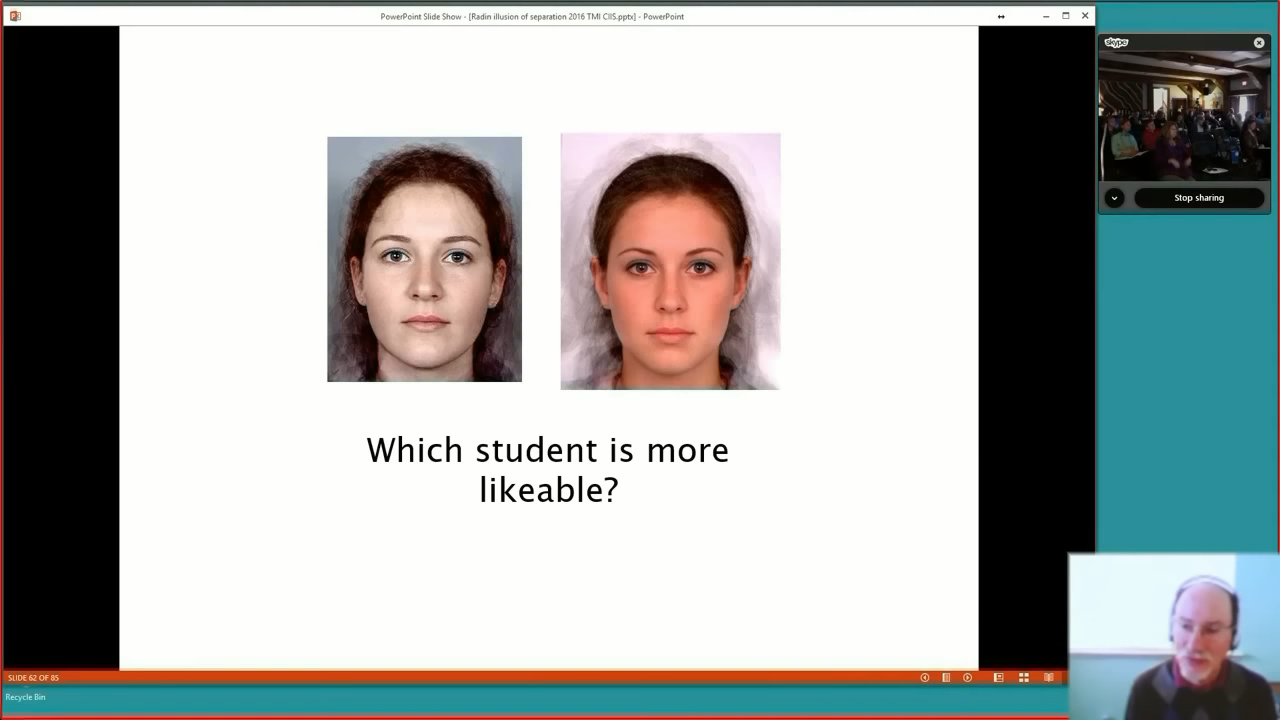 PowerPoint Slide Show - [Radin illusion of separation 2016 TMI CIIS.pptx] - PowerPoint
skype
Stop sharing
Which student is more
likeable?
SLIDE 62 OF 85
Recycle Bin